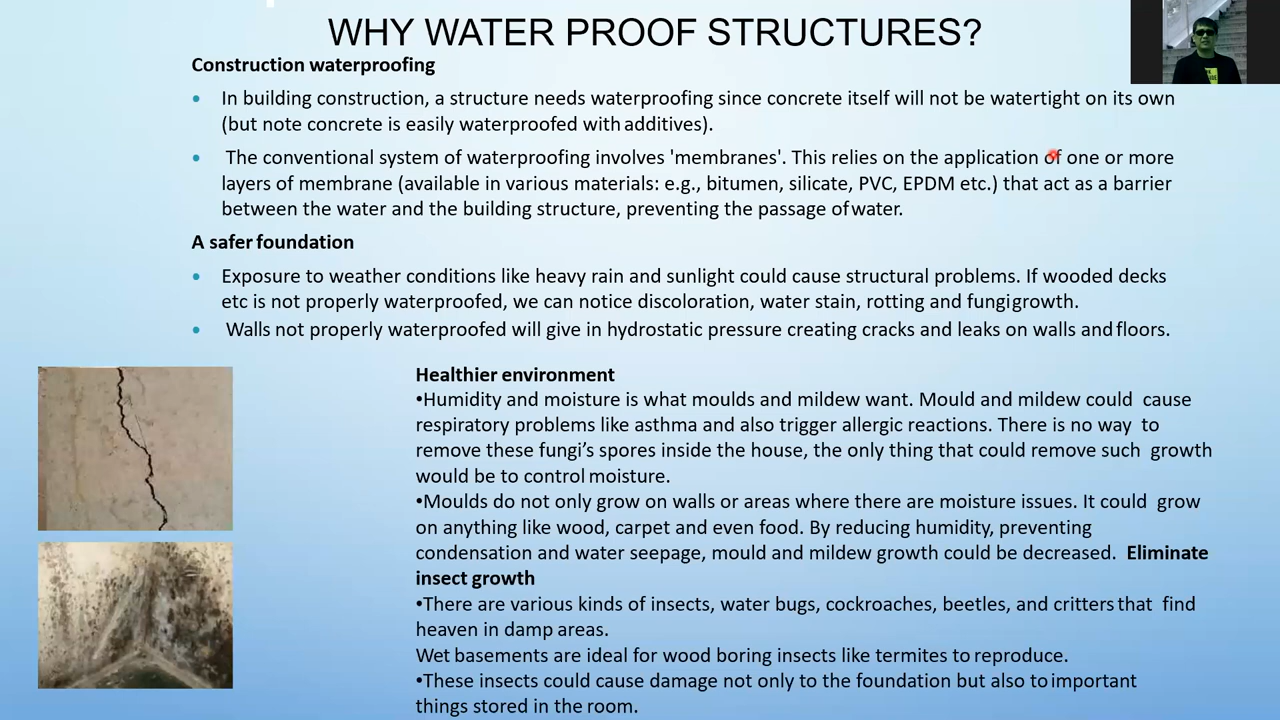 WHY WATER PROOF STRUCTURES?
Construction waterproofing
• In building construction, a structure needs waterproofing since concrete itself will not be watertight on its own
(but note concrete is easily waterproofed with additives).
• The conventional system of waterproofing involves 'membranes'. This relies on the application of one or more
layers of membrane (available in various materials: e.g., bitumen, silicate, PVC, EPDM etc.) that act as a barrier
between the water and the building structure, preventing the passage of water.
A safer foundation
• Exposure to weather conditions like heavy rain and sunlight could cause structural problems. If wooded decks
etc is not properly waterproofed, we can notice discoloration, water stain, rotting and fungi growth.
• Walls not properly waterproofed will give in hydrostatic pressure creating cracks and leaks on walls and floors.
Healthier environment
•Humidity and moisture is what moulds and mildew want. Mould and mildew could cause
respiratory problems like asthma and also trigger allergic reactions. There is no way to
remove these fungi’s spores inside the house, the only thing that could remove such growth
would be to control moisture.
•Moulds do not only grow on walls or areas where there are moisture issues. It could grow
on anything like wood, carpet and even food. By reducing humidity, preventing
condensation and water seepage, mould and mildew growth could be decreased. Eliminate
insect growth
•There are various kinds of insects, water bugs, cockroaches, beetles, and critters that find
heaven in damp areas.
Wet basements are ideal for wood boring insects like termites to reproduce.
•These insects could cause damage not only to the foundation but also to important
things stored in the room.